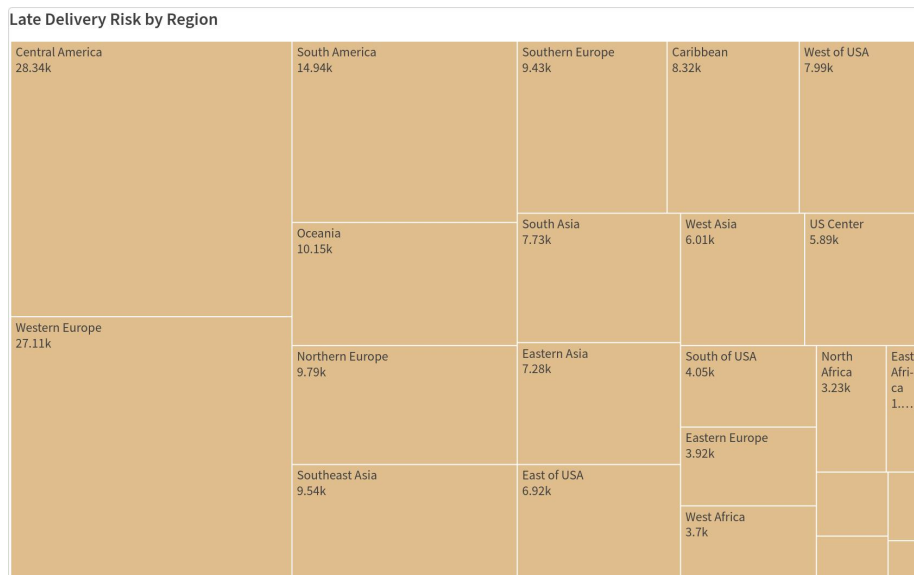 Late Delivery Risk by Region
Central America
28.34k
Western Europe
27.11k
South America
14.94k
Oceania
10.15k
Northern Europe
9.79k
Southeast Asia
9.54k
Southern Europe
9.43k
Caribbean
8.32k
West of USA
7.99k
South Asia
7.73k
Eastern Asia
7.28k
East of USA
6.92k
West Asia
6.01k
US Center
5.89k
South of USA
4.05k
Eastern Europe
3.92k
West Africa
3.7k
North
Africa
3.23k
East
Afri-
ca
1....